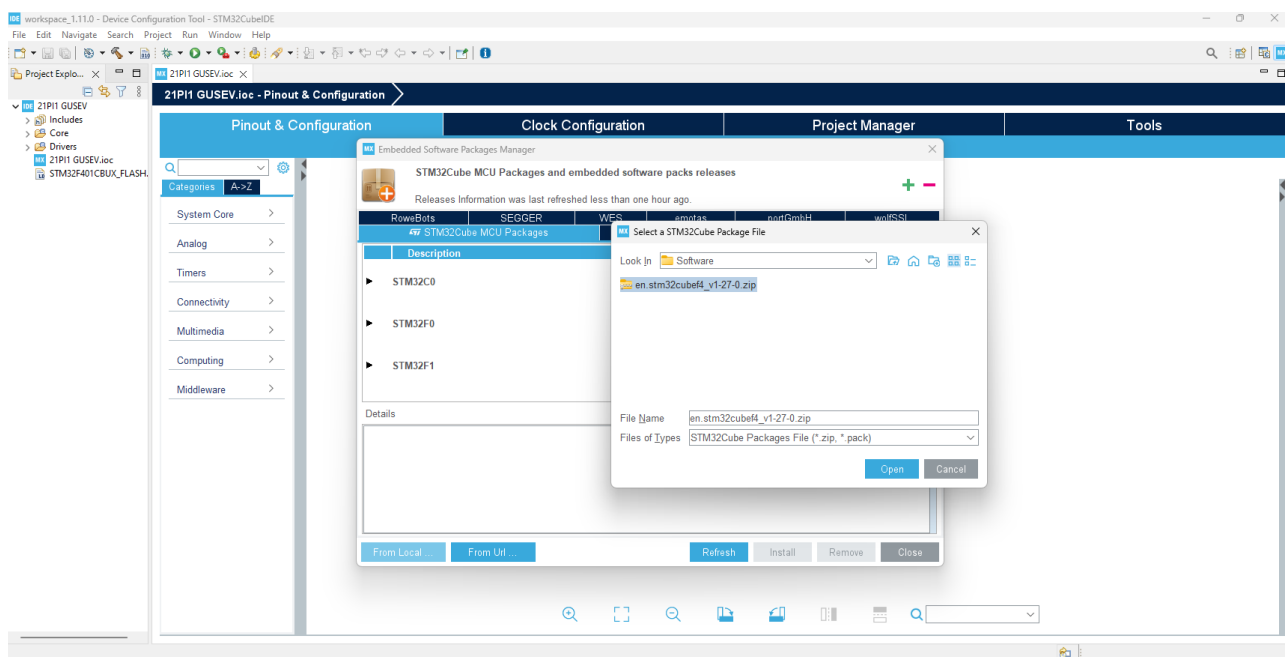 IDE workspace_1.11.0 - Device Configuration Tool - STM32CubeIDE
File Edit Navigate Search Project Run Window Help
Project Explo...
MX 21PI1 GUSEV.ioc
21PI1 GUSEV.ioc - Pinout & Configuration
IDE 21PI1 GUSEV
Includes
Core
Drivers
MX 21PI1 GUSEV.ioc
STM32F401CBUX_FLASH.
Pinout & Configuration
Clock Configuration
Project Manager
Tools
Categories A->Z
System Core
Analog
Timers
Connectivity
Multimedia
Computing
Middleware
MX Embedded Software Packages Manager
STM32Cube MCU Packages and embedded software packs releases
Releases Information was last refreshed less than one hour ago.
RoweBots SEGGER WES emotas portGmbH wolfSSL
STM32Cube MCU Packages
Description
STM32C0
STM32F0
STM32F1
Details
From Local ... From Url ... Refresh Install Remove Close
MX Select a STM32Cube Package File
Look In Software
en.stm32cubef4_v1-27-0.zip
File Name en.stm32cubef4_v1-27-0.zip
Files of Types STM32Cube Packages File (*.zip, *.pack)
Open Cancel